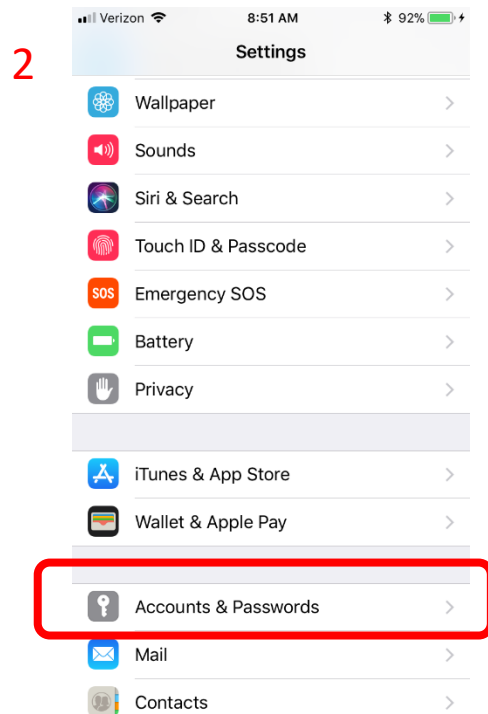 2
Verizon 8:51 AM 92%
Settings
Wallpaper
Sounds
Siri & Search
Touch ID & Passcode
SOS Emergency SOS
Battery
Privacy
iTunes & App Store
Wallet & Apple Pay
Accounts & Passwords
Mail
Contacts